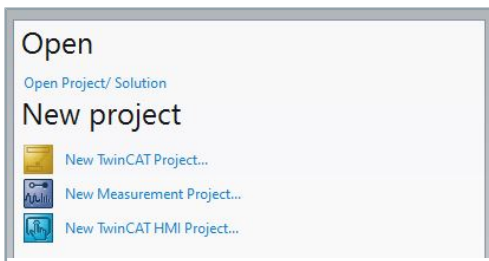 Open
Open Project/ Solution
New project
New TwinCAT Project...
New Measurement Project...
New TwinCAT HMI Project...